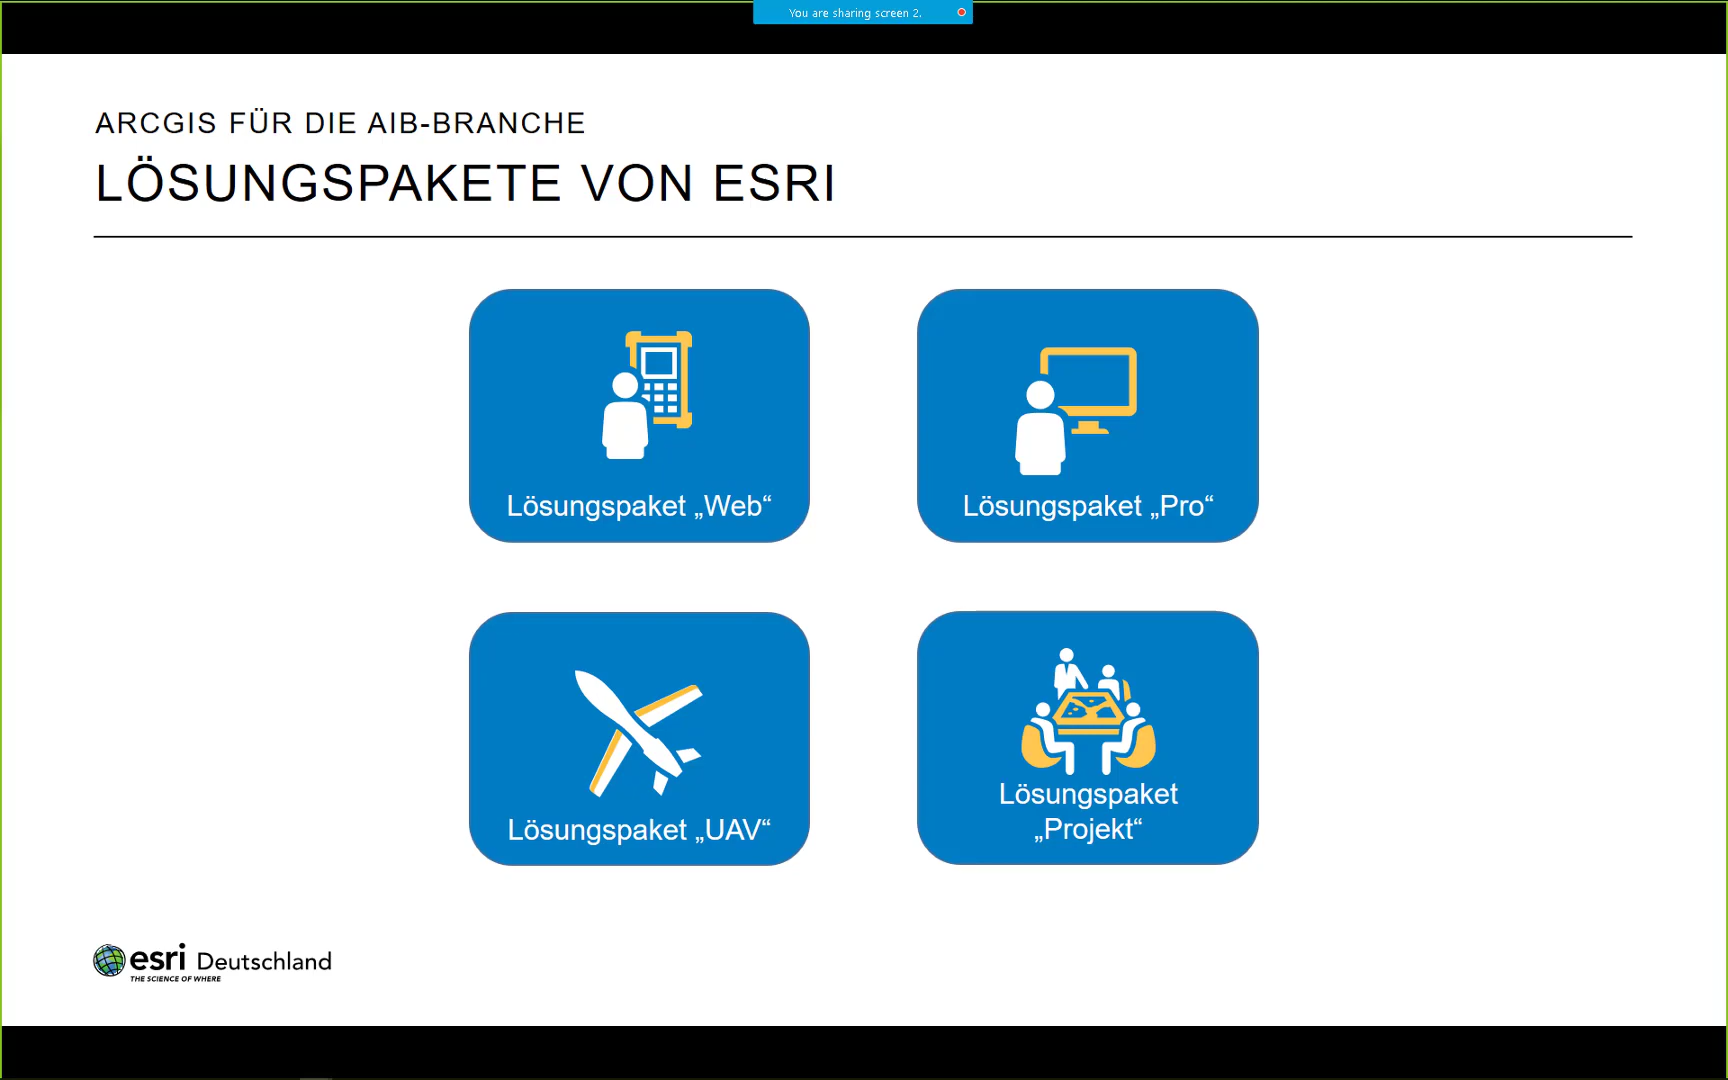 You are sharing screen 2.
ARCGIS FÜR DIE AIB-BRANCHE
LÖSUNGSPAKETE VON ESRI
Lösungspaket „Web“
Lösungspaket „Pro“
Lösungspaket „UAV“
Lösungspaket
„Projekt“
esri Deutschland
THE SCIENCE OF WHERE